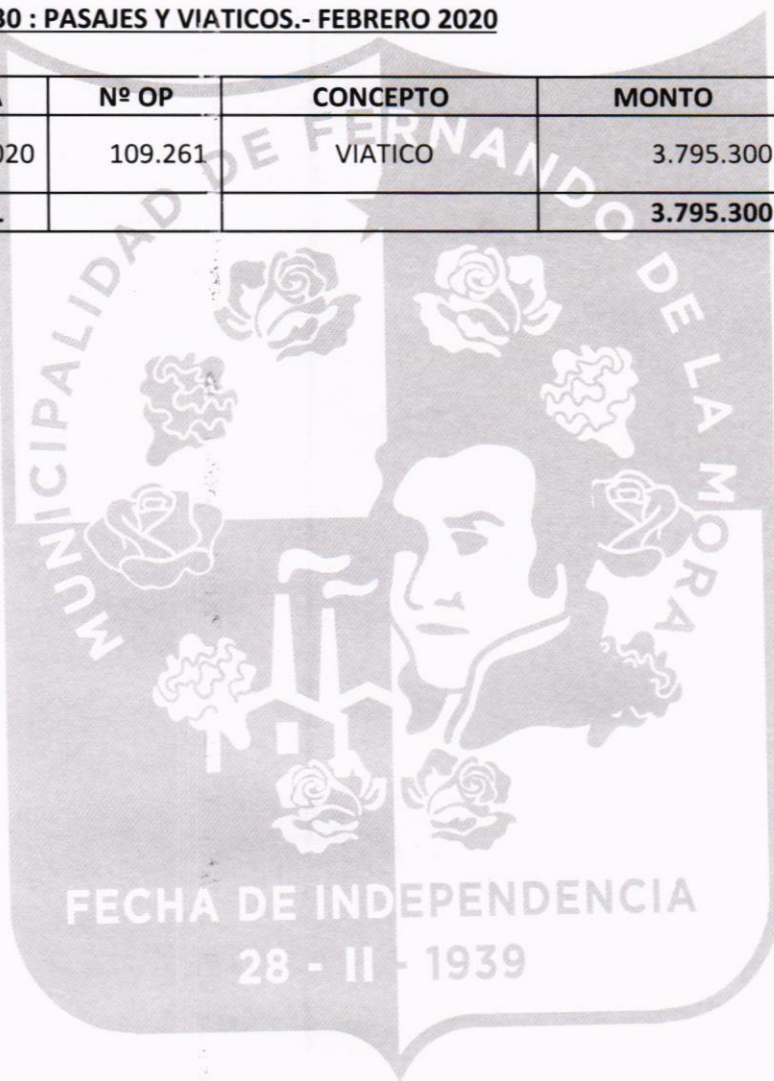 30 : PASAJES Y VIATICOS.- FEBRERO 2020
Nº OP CONCEPTO MONTO
020 109.261 VIATICO 3.795.300
3.795.300
MUNICIPALIDAD DE FERNANDO DE LA MORA
FECHA DE INDEPENDENCIA
28 - II - 1939